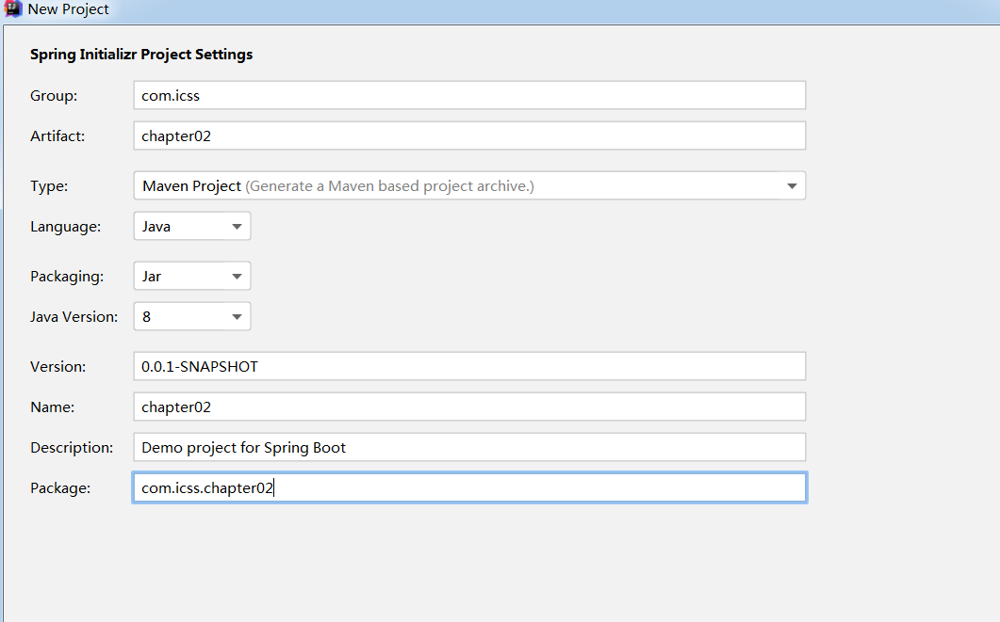 New Project
Spring Initializr Project Settings
Group: com.icss
Artifact: chapter02
Type: Maven Project (Generate a Maven based project archive.)
Language: Java
Packaging: Jar
Java Version: 8
Version: 0.0.1-SNAPSHOT
Name: chapter02
Description: Demo project for Spring Boot
Package: com.icss.chapter02